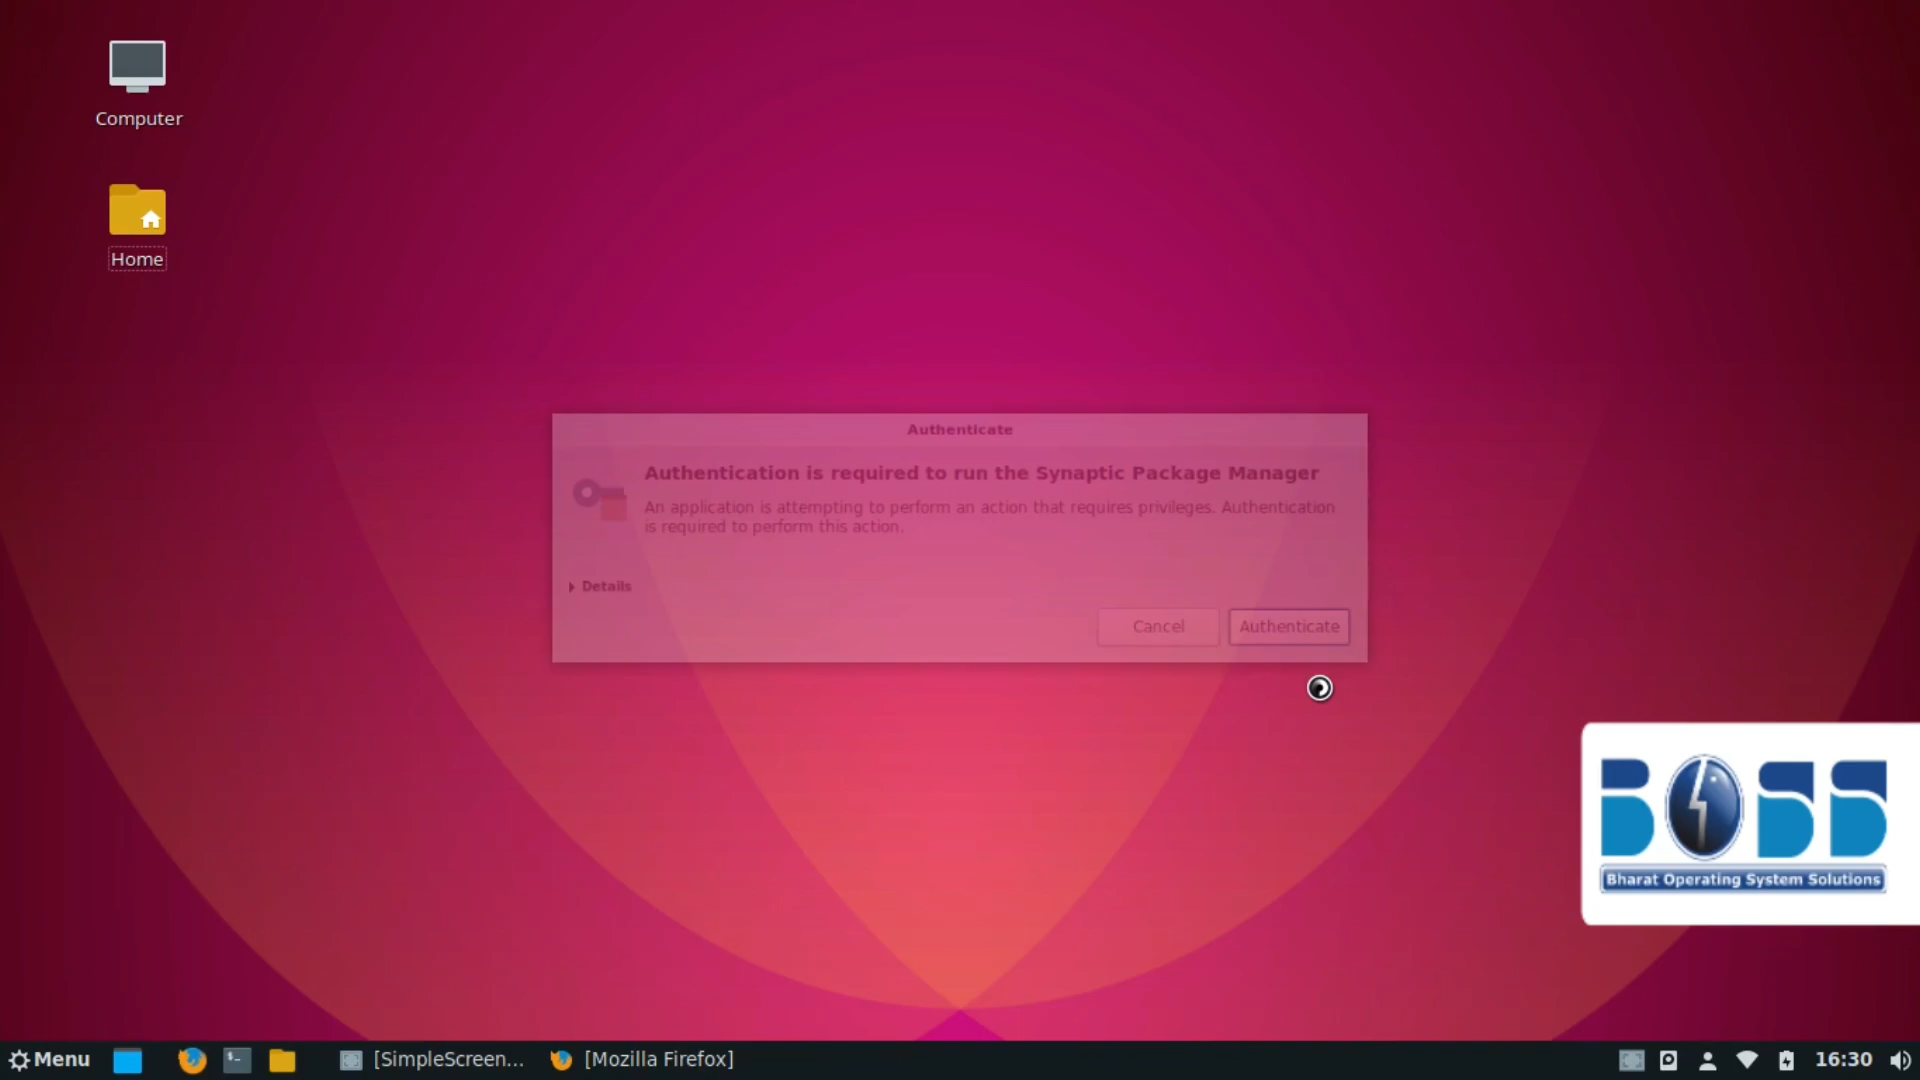 Computer
Home
Authenticate
Authentication is required to run the Synaptic Package Manager
An application is attempting to perform an action that requires privileges. Authentication
is required to perform this action.
Details
Cancel
Authenticate
BOSS
Bharat Operating System Solutions
Menu
$-
[SimpleScreen...
[Mozilla Firefox]
16:30